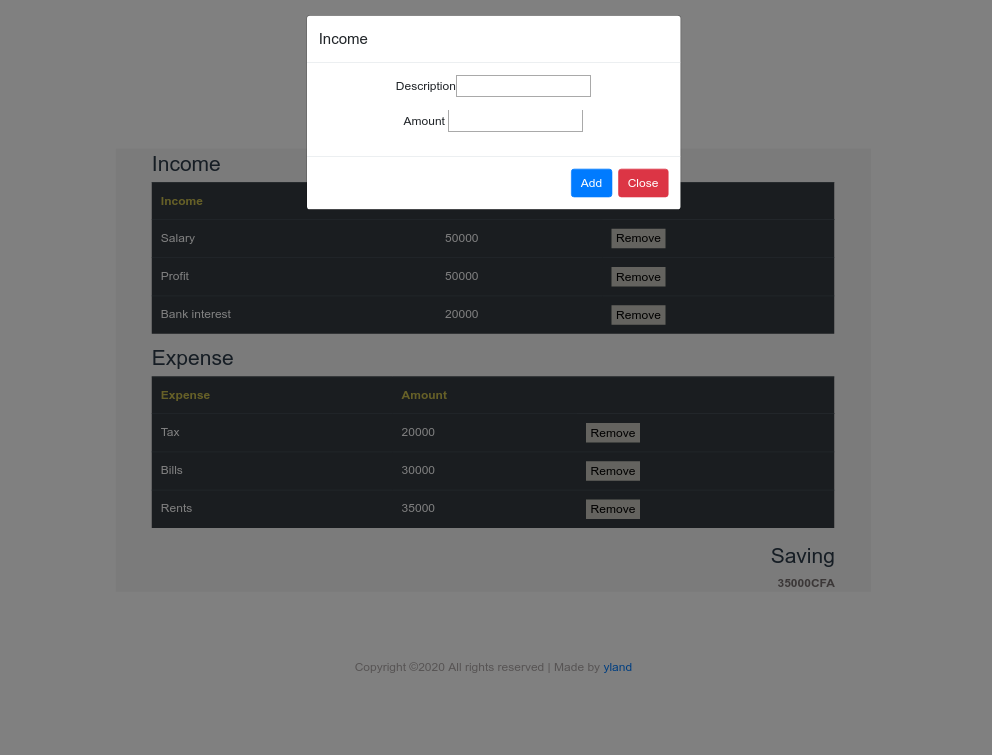 Income
Description
Amount
Add Close
Income
Income
Salary 50000 Remove
Profit 50000 Remove
Bank interest 20000 Remove
Expense
Expense Amount
Tax 20000 Remove
Bills 30000 Remove
Rents 35000 Remove
Saving
35000CFA
Copyright ©2020 All rights reserved | Made by yland